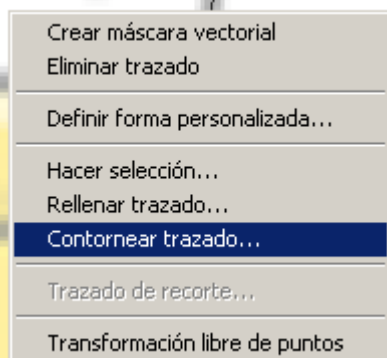 Crear máscara vectorial
Eliminar trazado
Definir forma personalizada...
Hacer selección...
Rellenar trazado...
Contornear trazado...
Trazado de recorte...
Transformación libre de puntos